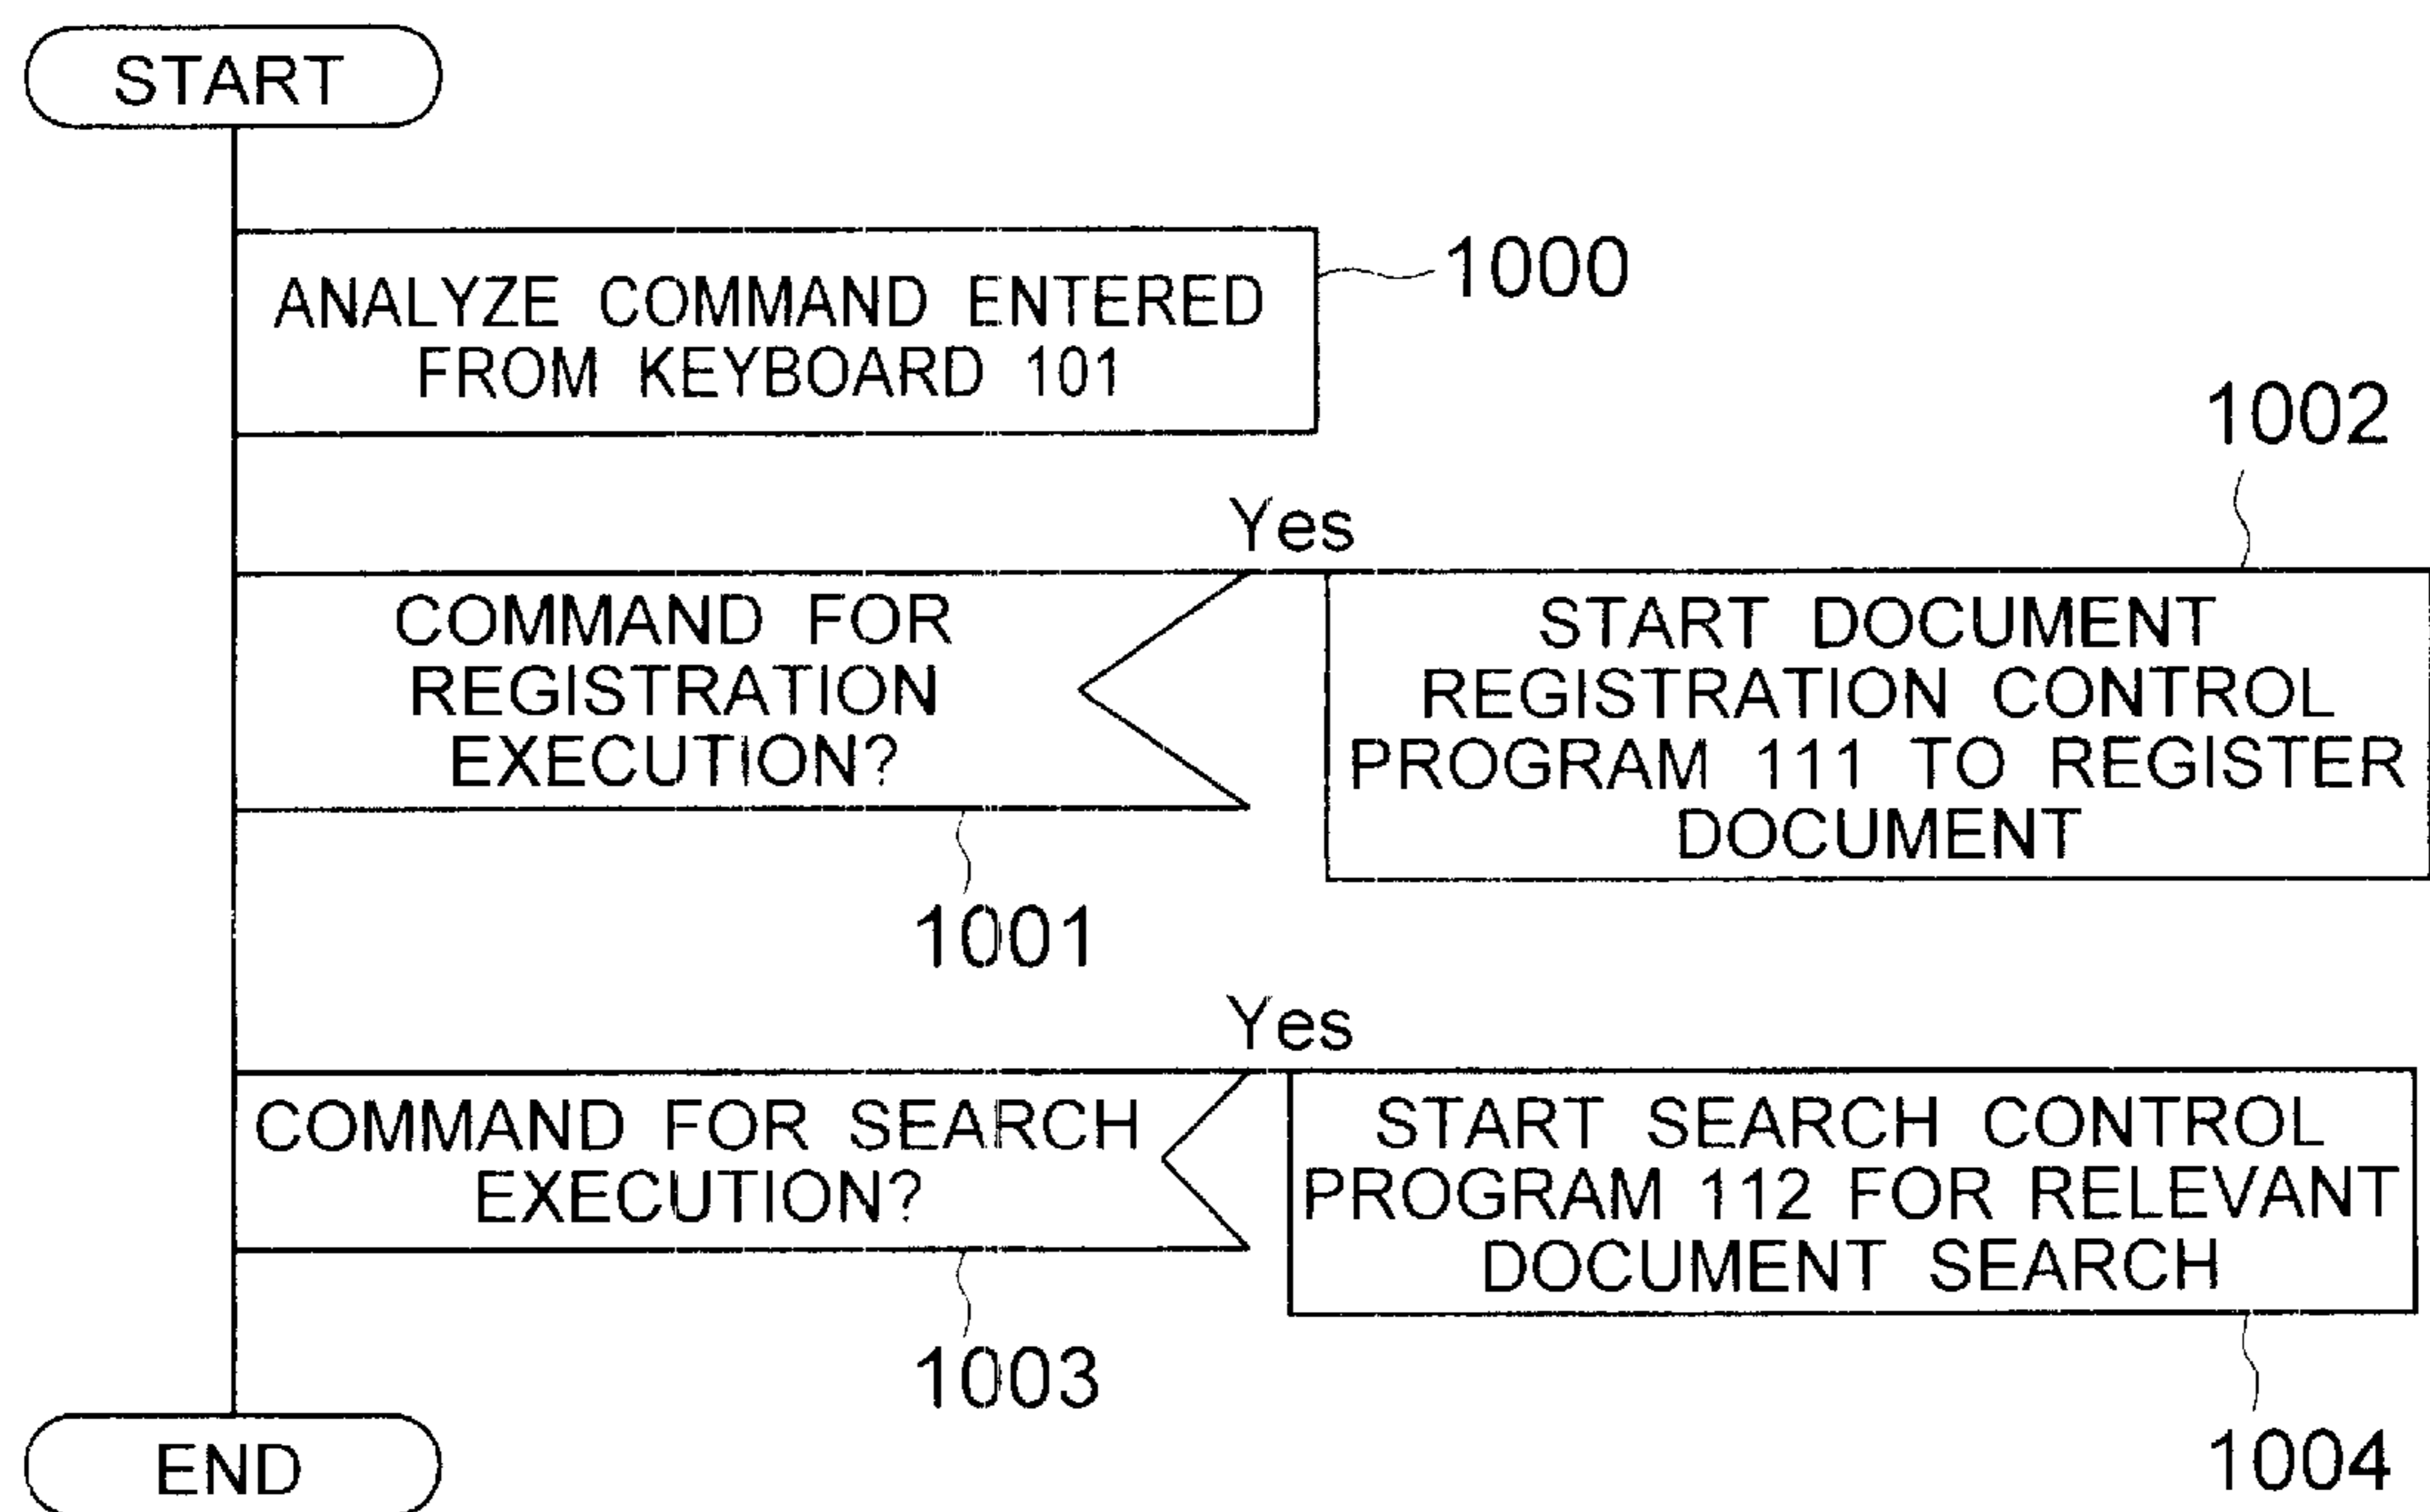 START
ANALYZE COMMAND ENTERED
FROM KEYBOARD 101
1000
1002
Yes
COMMAND FOR
REGISTRATION
EXECUTION?
1001
START DOCUMENT
REGISTRATION CONTROL
PROGRAM 111 TO REGISTER
DOCUMENT
Yes
COMMAND FOR SEARCH
EXECUTION?
1003
START SEARCH CONTROL
PROGRAM 112 FOR RELEVANT
DOCUMENT SEARCH
1004
END